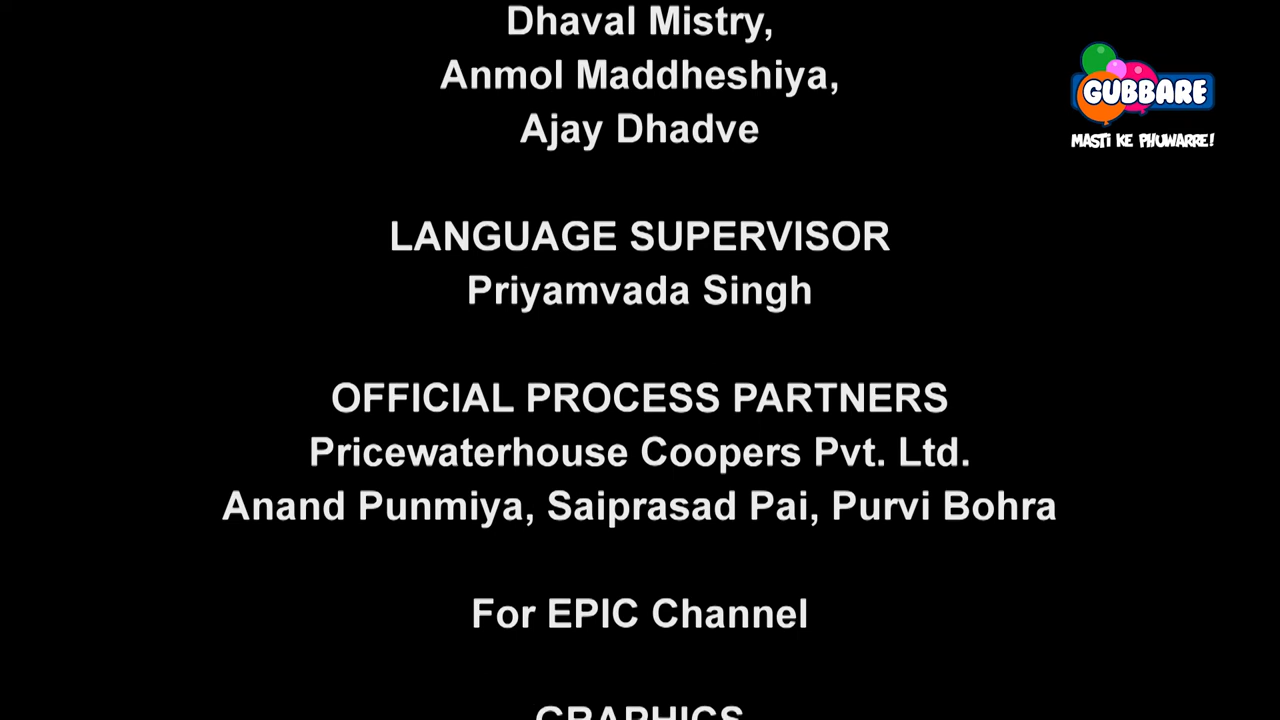 Dhaval Mistry,
Anmol Maddheshiya,
Ajay Dhadve
GUBBARE
MASTI KE PHUWARRE!
LANGUAGE SUPERVISOR
Priyamvada Singh
OFFICIAL PROCESS PARTNERS
Pricewaterhouse Coopers Pvt. Ltd.
Anand Punmiya, Saiprasad Pai, Purvi Bohra
For EPIC Channel
GRAPHICS